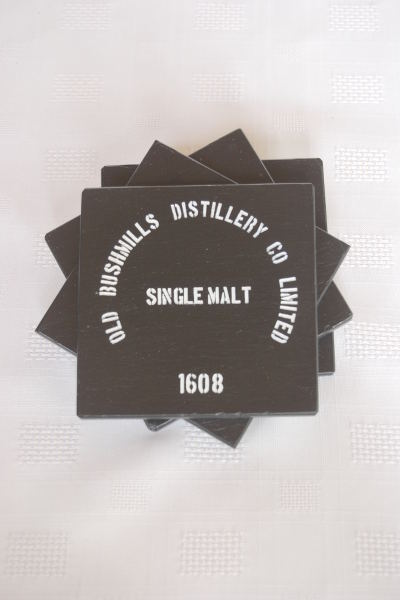 OLD BUSHMILLS DISTILLERY CO LIMITED
SINGLE MALT
1608